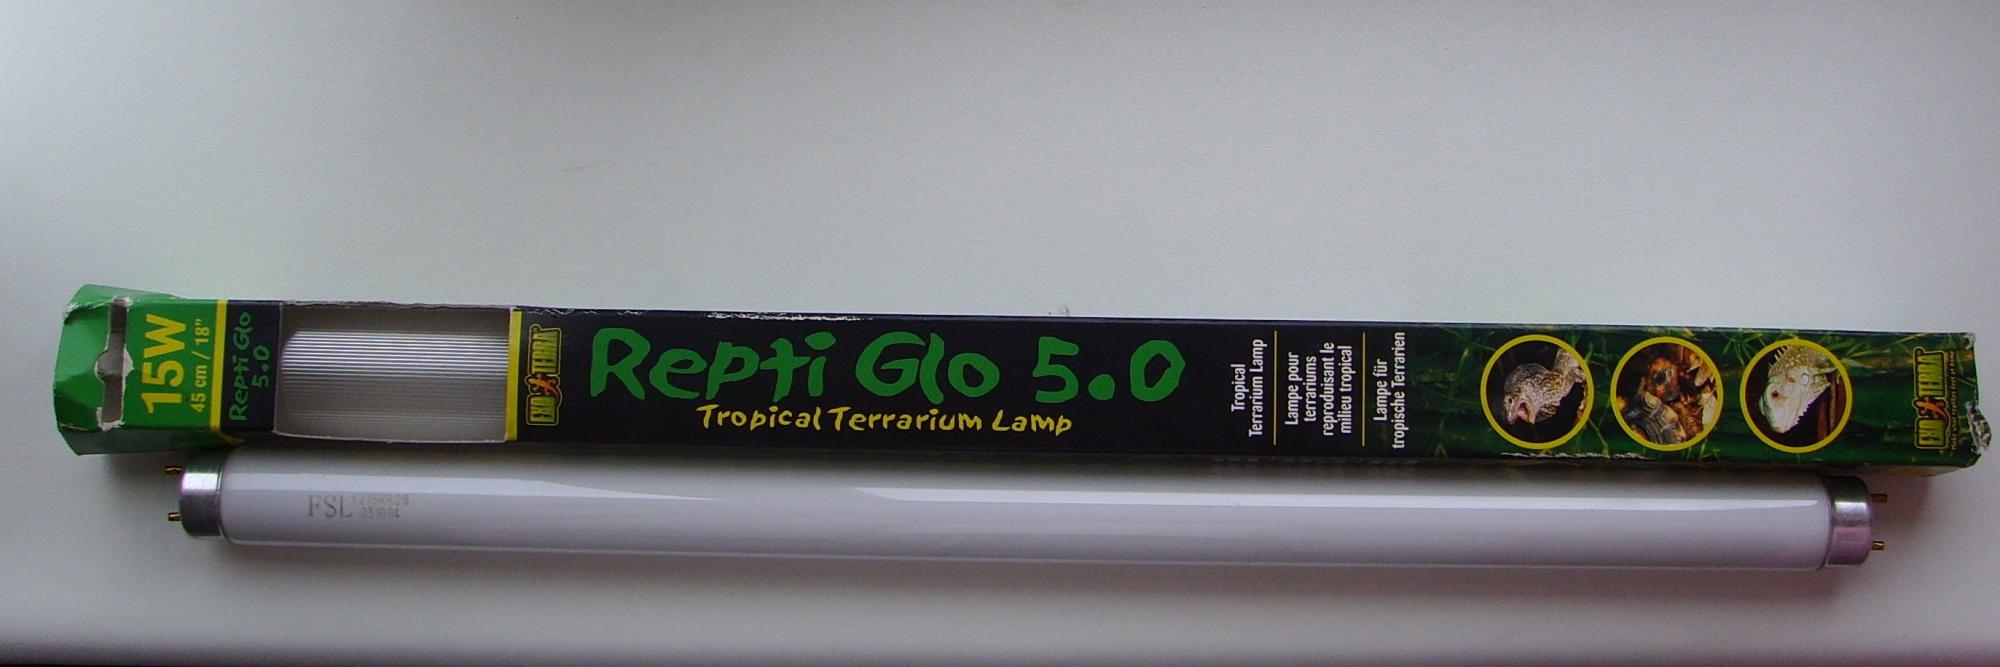 15W
45 cm / 18"
Repti Glo
5.0
EXO TERRA
Repti Glo 5.0
Tropical Terrarium Lamp
Tropical
Terrarium Lamp
Lampe pour
terrariums
reproduisant le
milieu tropical
Lampe für
tropische Terrarien
EXO TERRA
FSL